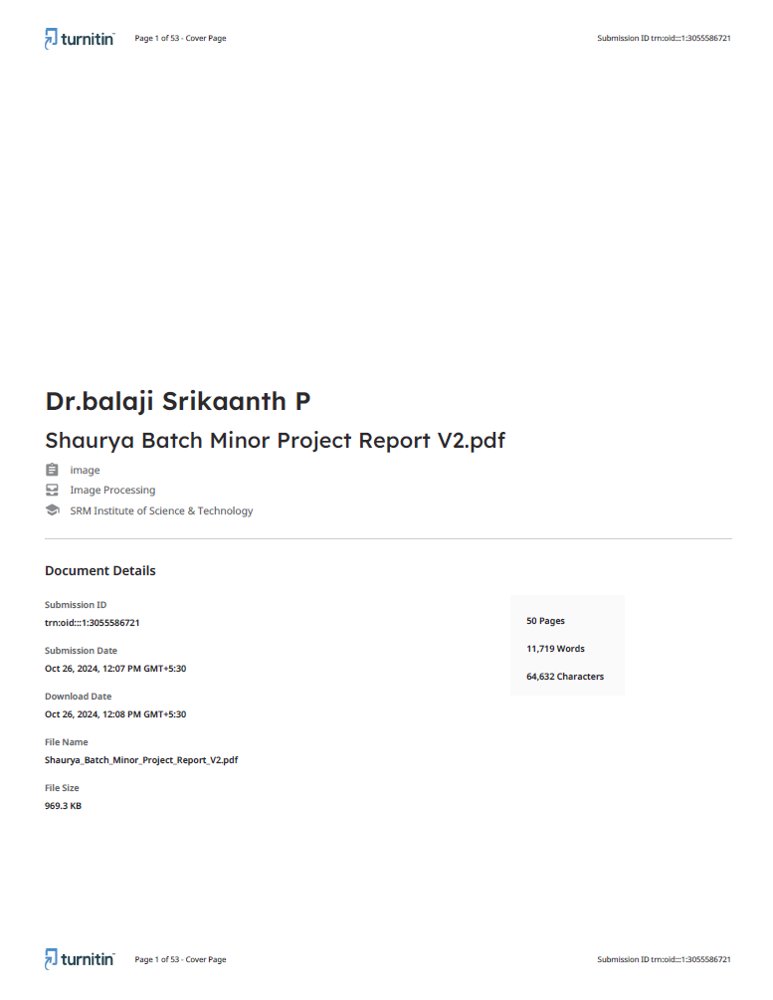 turnitin Page 1 of 53 - Cover Page Submission ID trn:oid:::1:3055586721
Dr.balaji Srikaanth P
Shaurya Batch Minor Project Report V2.pdf
image
Image Processing
SRM Institute of Science & Technology
Document Details
Submission ID
trn:oid:::1:3055586721
Submission Date
Oct 26, 2024, 12:07 PM GMT+5:30
Download Date
Oct 26, 2024, 12:08 PM GMT+5:30
File Name
Shaurya_Batch_Minor_Project_Report_V2.pdf
File Size
969.3 KB
50 Pages
11,719 Words
64,632 Characters
turnitin Page 1 of 53 - Cover Page Submission ID trn:oid:::1:3055586721